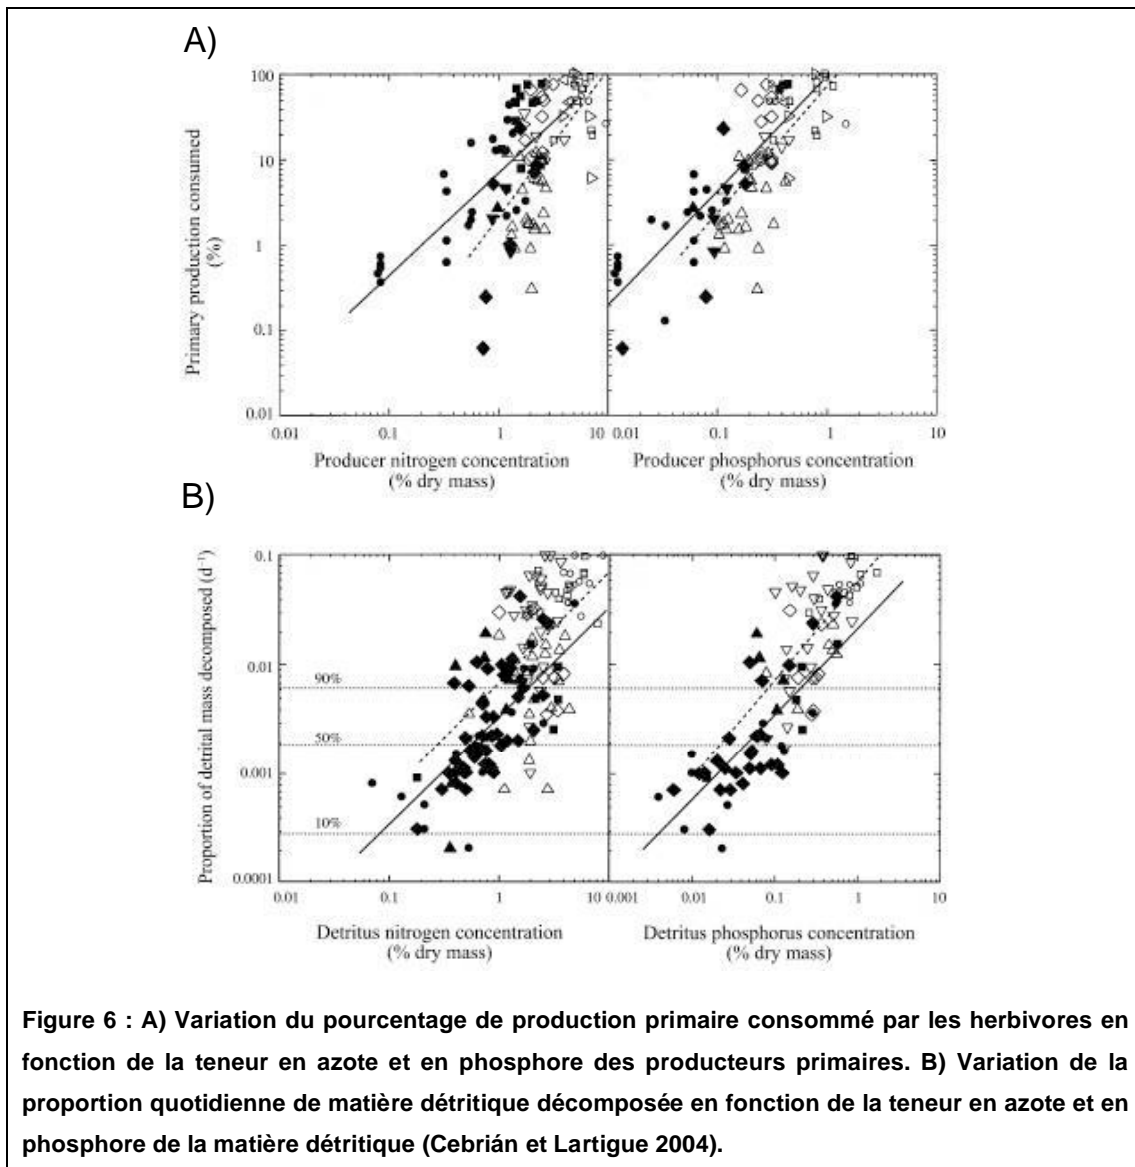 A)
100
10
1
0.1
0.01
Primary production consumed
(%)
0.01 0.1 1 10 0.01 0.1 1 10
Producer nitrogen concentration
(% dry mass)
Producer phosphorus concentration
(% dry mass)
B)
0.1
0.01
0.001
0.0001
Proportion of detrital mass decomposed (d⁻¹)
90%
50%
10%
0.01 0.1 1 10 0.001 0.01 0.1 1 10
Detritus nitrogen concentration
(% dry mass)
Detritus phosphorus concentration
(% dry mass)
Figure 6 : A) Variation du pourcentage de production primaire consommé par les herbivores en
fonction de la teneur en azote et en phosphore des producteurs primaires. B) Variation de la
proportion quotidienne de matière détritique décomposée en fonction de la teneur en azote et en
phosphore de la matière détritique (Cebrián et Lartigue 2004).